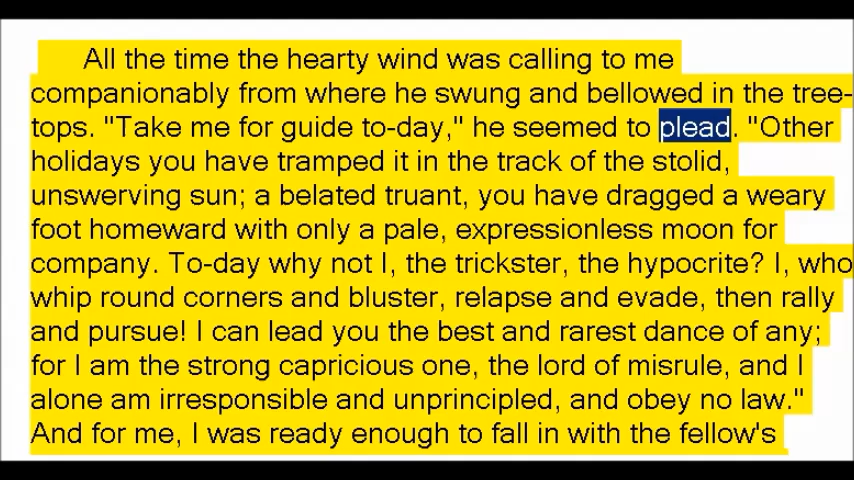 All the time the hearty wind was calling to me
companionably from where he swung and bellowed in the tree-
tops. "Take me for guide to-day," he seemed to plead. "Other
holidays you have tramped it in the track of the stolid,
unswerving sun; a belated truant, you have dragged a weary
foot homeward with only a pale, expressionless moon for
company. To-day why not I, the trickster, the hypocrite? I, who
whip round corners and bluster, relapse and evade, then rally
and pursue! I can lead you the best and rarest dance of any;
for I am the strong capricious one, the lord of misrule, and I
alone am irresponsible and unprincipled, and obey no law."
And for me, I was ready enough to fall in with the fellow's